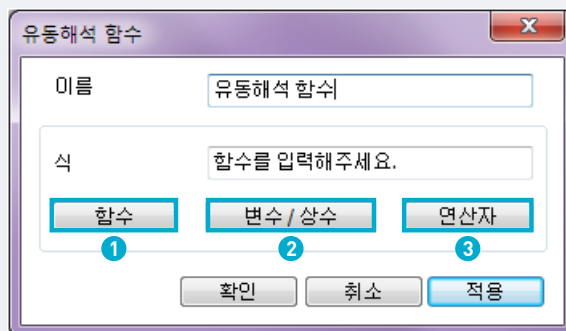 유동해석 함수
x
이름 유동해석 함수
식 함수를 입력해주세요.
함수 변수 / 상수 연산자
1 2 3
확인 취소 적용